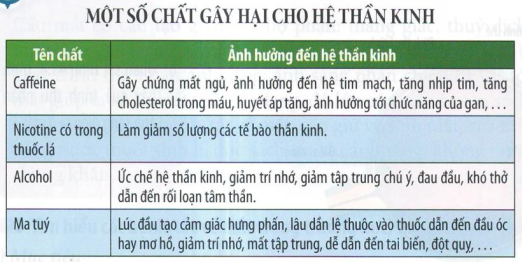 MỘT SỐ CHẤT GÂY HẠI CHO HỆ THẦN KINH
Tên chất
Ảnh hưởng đến hệ thần kinh
Caffeine
Gây chứng mất ngủ, ảnh hưởng đến hệ tim mạch, tăng nhịp tim, tăng
cholesterol trong máu, huyết áp tăng, ảnh hưởng tới chức năng của gan, …
Nicotine có trong
thuốc lá
Làm giảm số lượng các tế bào thần kinh.
Alcohol
Ức chế hệ thần kinh, giảm trí nhớ, giảm tập trung chú ý, đau đầu, khó thở
dẫn đến rối loạn tâm thần.
Ma tuý
Lúc đầu tạo cảm giác hưng phấn, lâu dần lệ thuộc vào thuốc dẫn đến đầu óc
hay mơ hồ, giảm trí nhớ, mất tập trung, dễ dẫn đến tai biến, đột quỵ, …